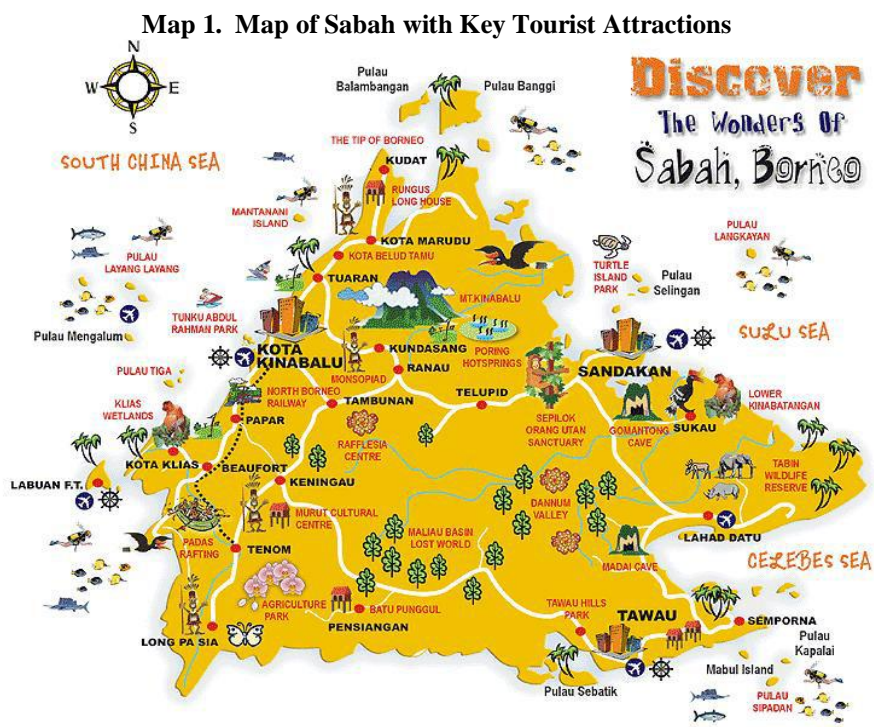 Map 1. Map of Sabah with Key Tourist Attractions
N
W
E
S
Discover
The Wonders Of
Sabah, Borneo
Pulau
Balambangan
Pulau Banggi
SOUTH CHINA SEA
THE TIP OF BORNEO
KUDAT
RUNGUS
LONG HOUSE
MANTANANI
ISLAND
KOTA MARUDU
KOTA BELUD TAMU
PULAU
LAYANG LAYANG
TUARAN
TURTLE
ISLAND
PARK
Pulau
Selingan
PULAU
LANGKAYAN
Pulau Mengalum
TUNKU ABDUL
RAHMAN PARK
MT.KINABALU
SULU SEA
KOTA
KINABALU
KUNDASANG
PORING
HOTSPRINGS
RANAU
MONSOPIAD
SANDAKAN
PULAU TIGA
NORTH BORNEO
RAILWAY
TAMBUNAN
TELUPID
KLIAS
WETLANDS
PAPAR
RAFFLESIA
CENTRE
SEPILOK
ORANG UTAN
SANCTUARY
GOMANTONG
CAVE
SUKAU
LOWER
KINABATANGAN
KOTA KLIAS
BEAUFORT
KENINGAU
LABUAN F.T.
TABIN
WILDLIFE
RESERVE
MURUT CULTURAL
CENTRE
DANNUM
VALLEY
PADAS
RAFTING
TENOM
MALIAU BASIN
LOST WORLD
LAHAD DATU
MADAI CAVE
CELEBES SEA
AGRICULTURE
PARK
BATU PUNGGUL
PENSIANGAN
TAWAU HILLS
PARK
TAWAU
SEMPORNA
LONG PA SIA
Pulau
Kapalai
Mabul Island
Pulau Sebatik
PULAU
SIPADAN